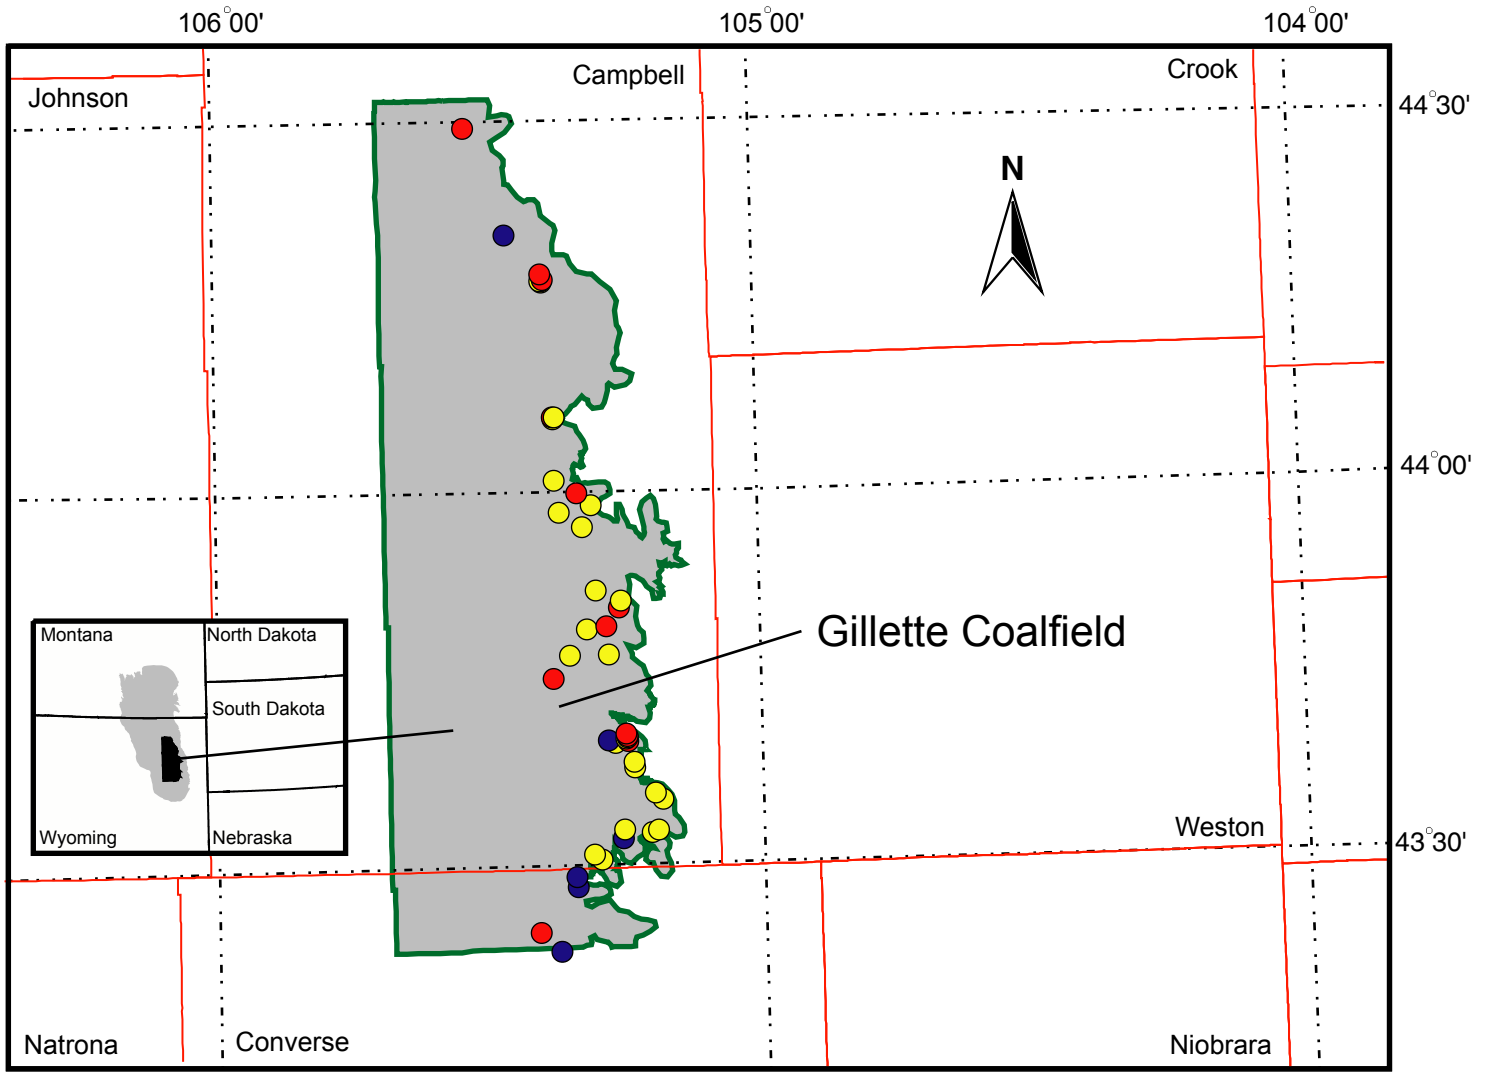 106°00'
105°00'
104°00'
Campbell
Crook
Johnson
44°30'
N
44°00'
Gillette Coalfield
Montana
North Dakota
South Dakota
Wyoming
Nebraska
Weston
43°30'
Natrona
Converse
Niobrara